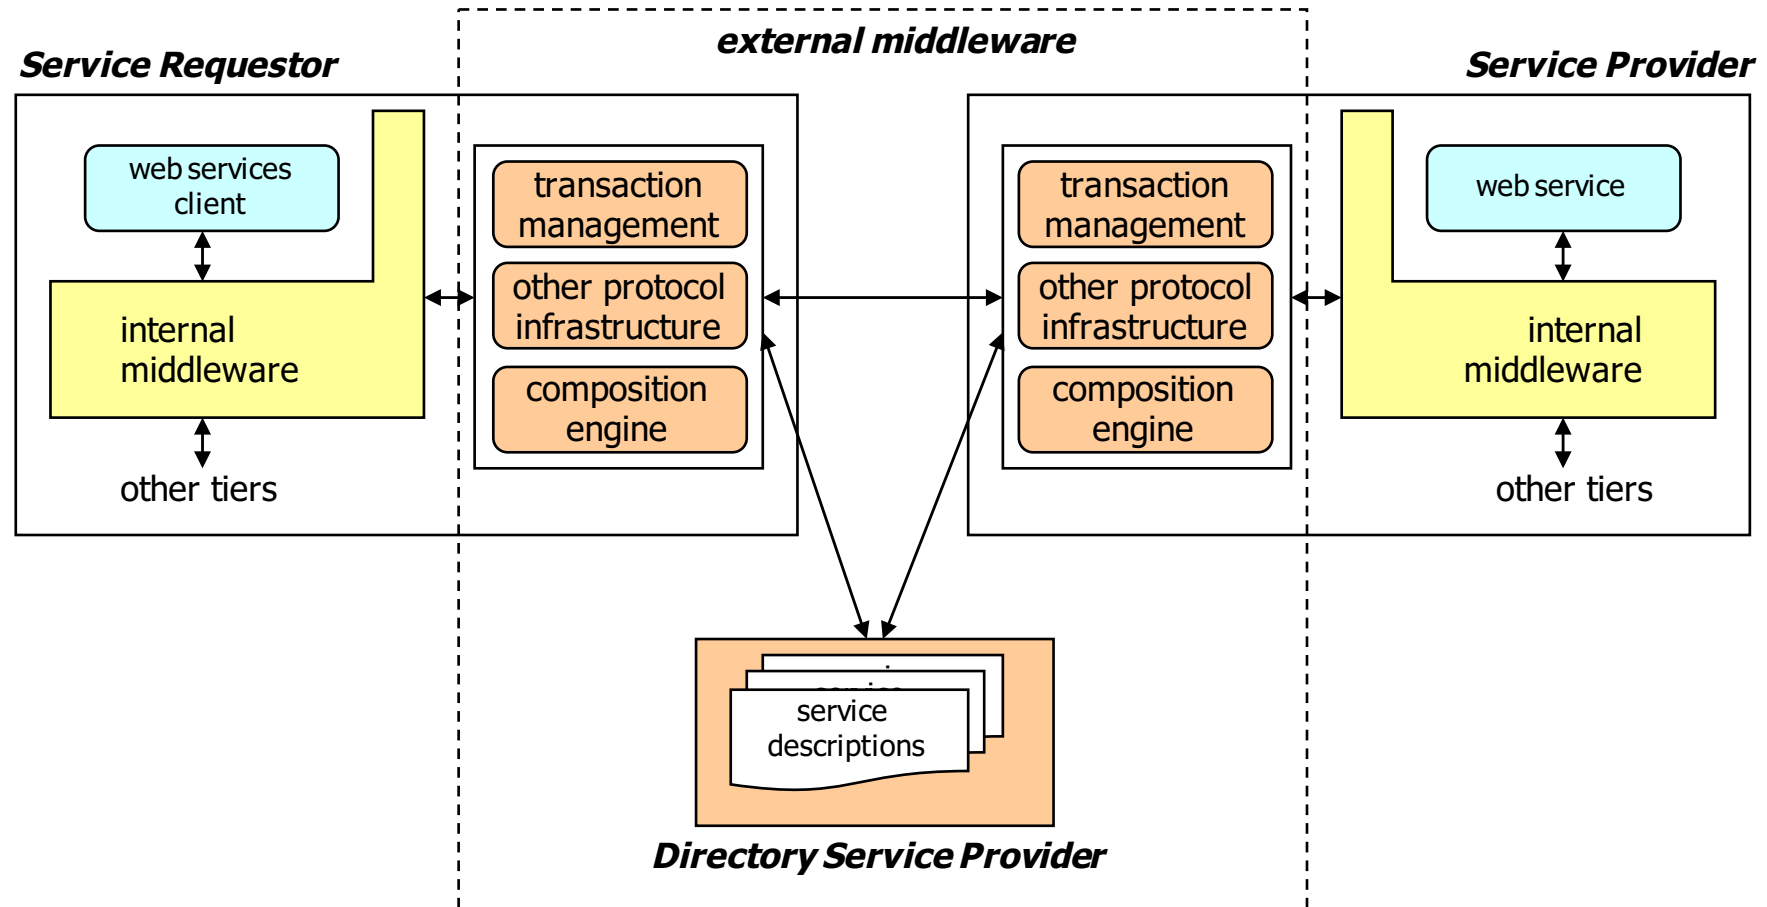 external middleware
Service Requestor
Service Provider
web services
client
internal
middleware
other tiers
transaction
management
other protocol
infrastructure
composition
engine
transaction
management
other protocol
infrastructure
composition
engine
web service
internal
middleware
other tiers
service
service
descriptions
Directory Service Provider